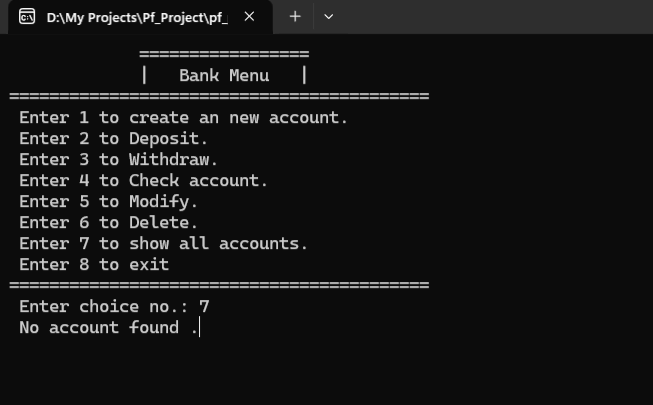 D:\My Projects\Pf_Project\pf_
=================
|   Bank Menu   |
==========================================
Enter 1 to create an new account.
Enter 2 to Deposit.
Enter 3 to Withdraw.
Enter 4 to Check account.
Enter 5 to Modify.
Enter 6 to Delete.
Enter 7 to show all accounts.
Enter 8 to exit
==========================================
Enter choice no.: 7
No account found .